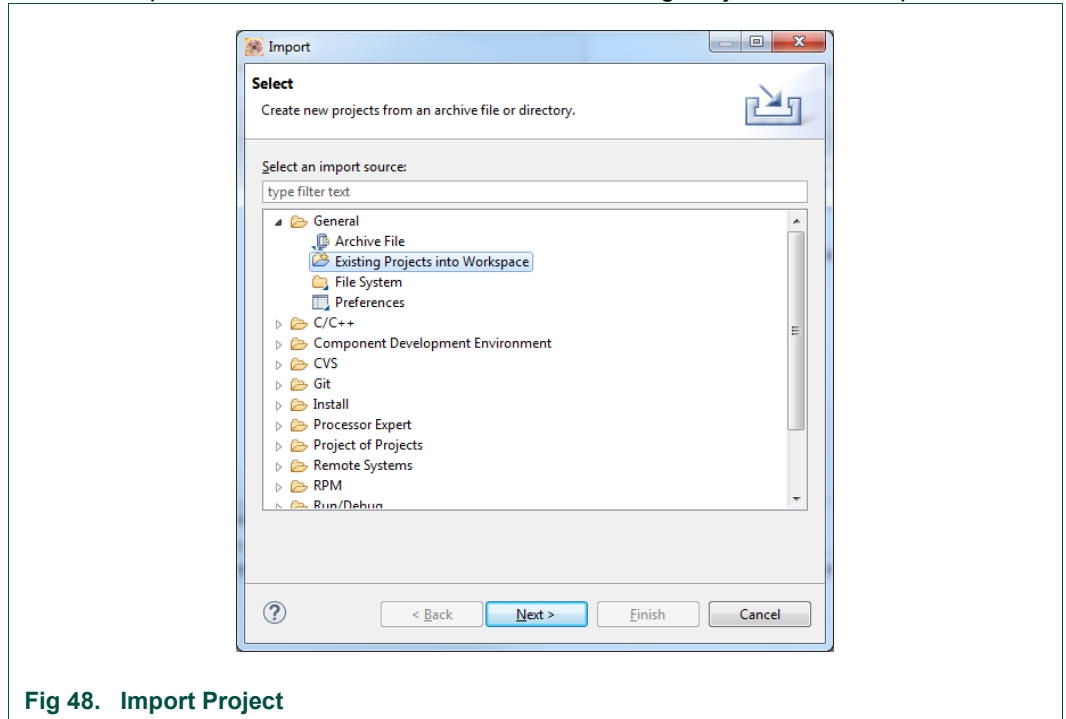 Import
Select
Create new projects from an archive file or directory.
Select an import source:
type filter text
General
Archive File
Existing Projects into Workspace
File System
Preferences
C/C++
Component Development Environment
CVS
Git
Install
Processor Expert
Project of Projects
Remote Systems
RPM
Run/Debug
< Back Next > Finish Cancel
Fig 48. Import Project